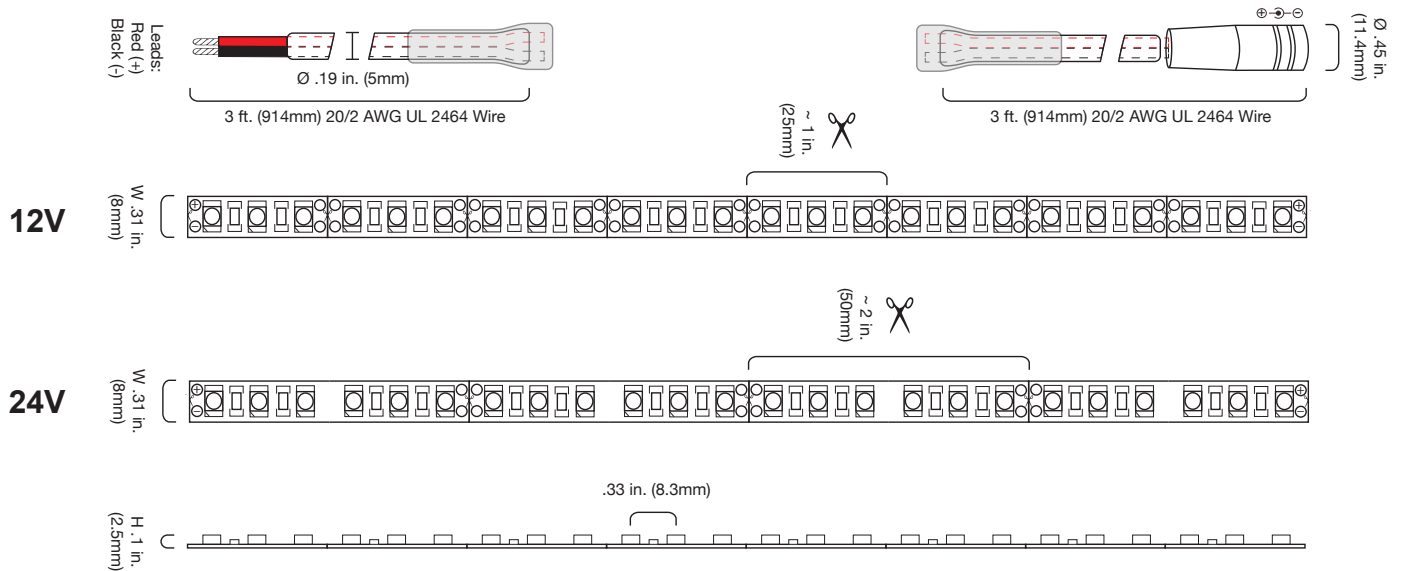 Leads:
Red (+)
Black (-)
Ø .19 in. (5mm)
3 ft. (914mm) 20/2 AWG UL 2464 Wire
Ø .45 in.
(11.4mm)
3 ft. (914mm) 20/2 AWG UL 2464 Wire
~ 1 in.
(25mm)
12V
W .31 in.
(8mm)
~ 2 in.
(50mm)
24V
W .31 in.
(8mm)
.33 in. (8.3mm)
H .1 in.
(2.5mm)